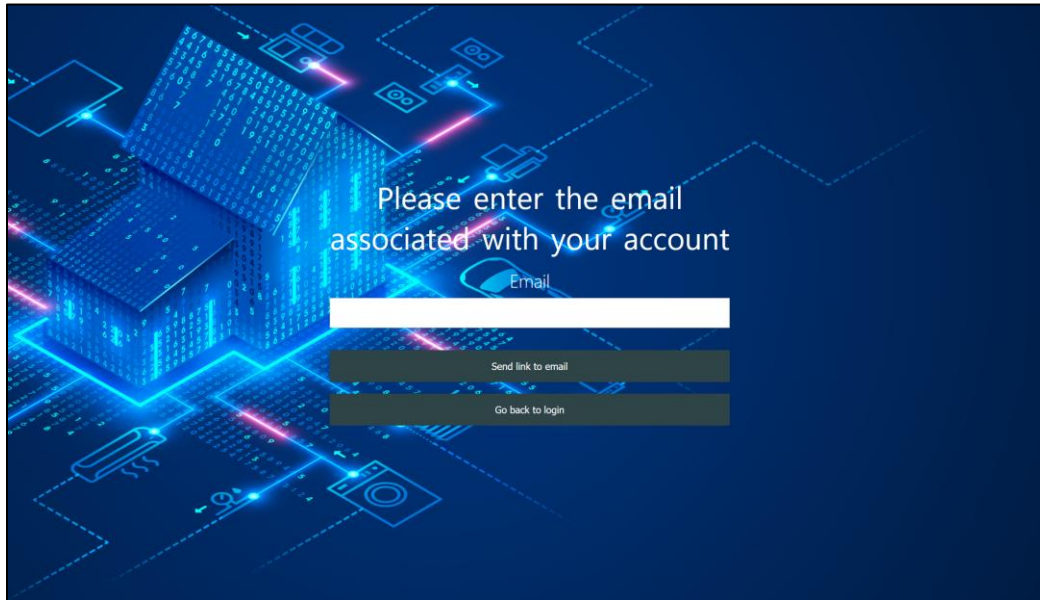 Please enter the email
associated with your account
Email
Send link to email
Go back to login